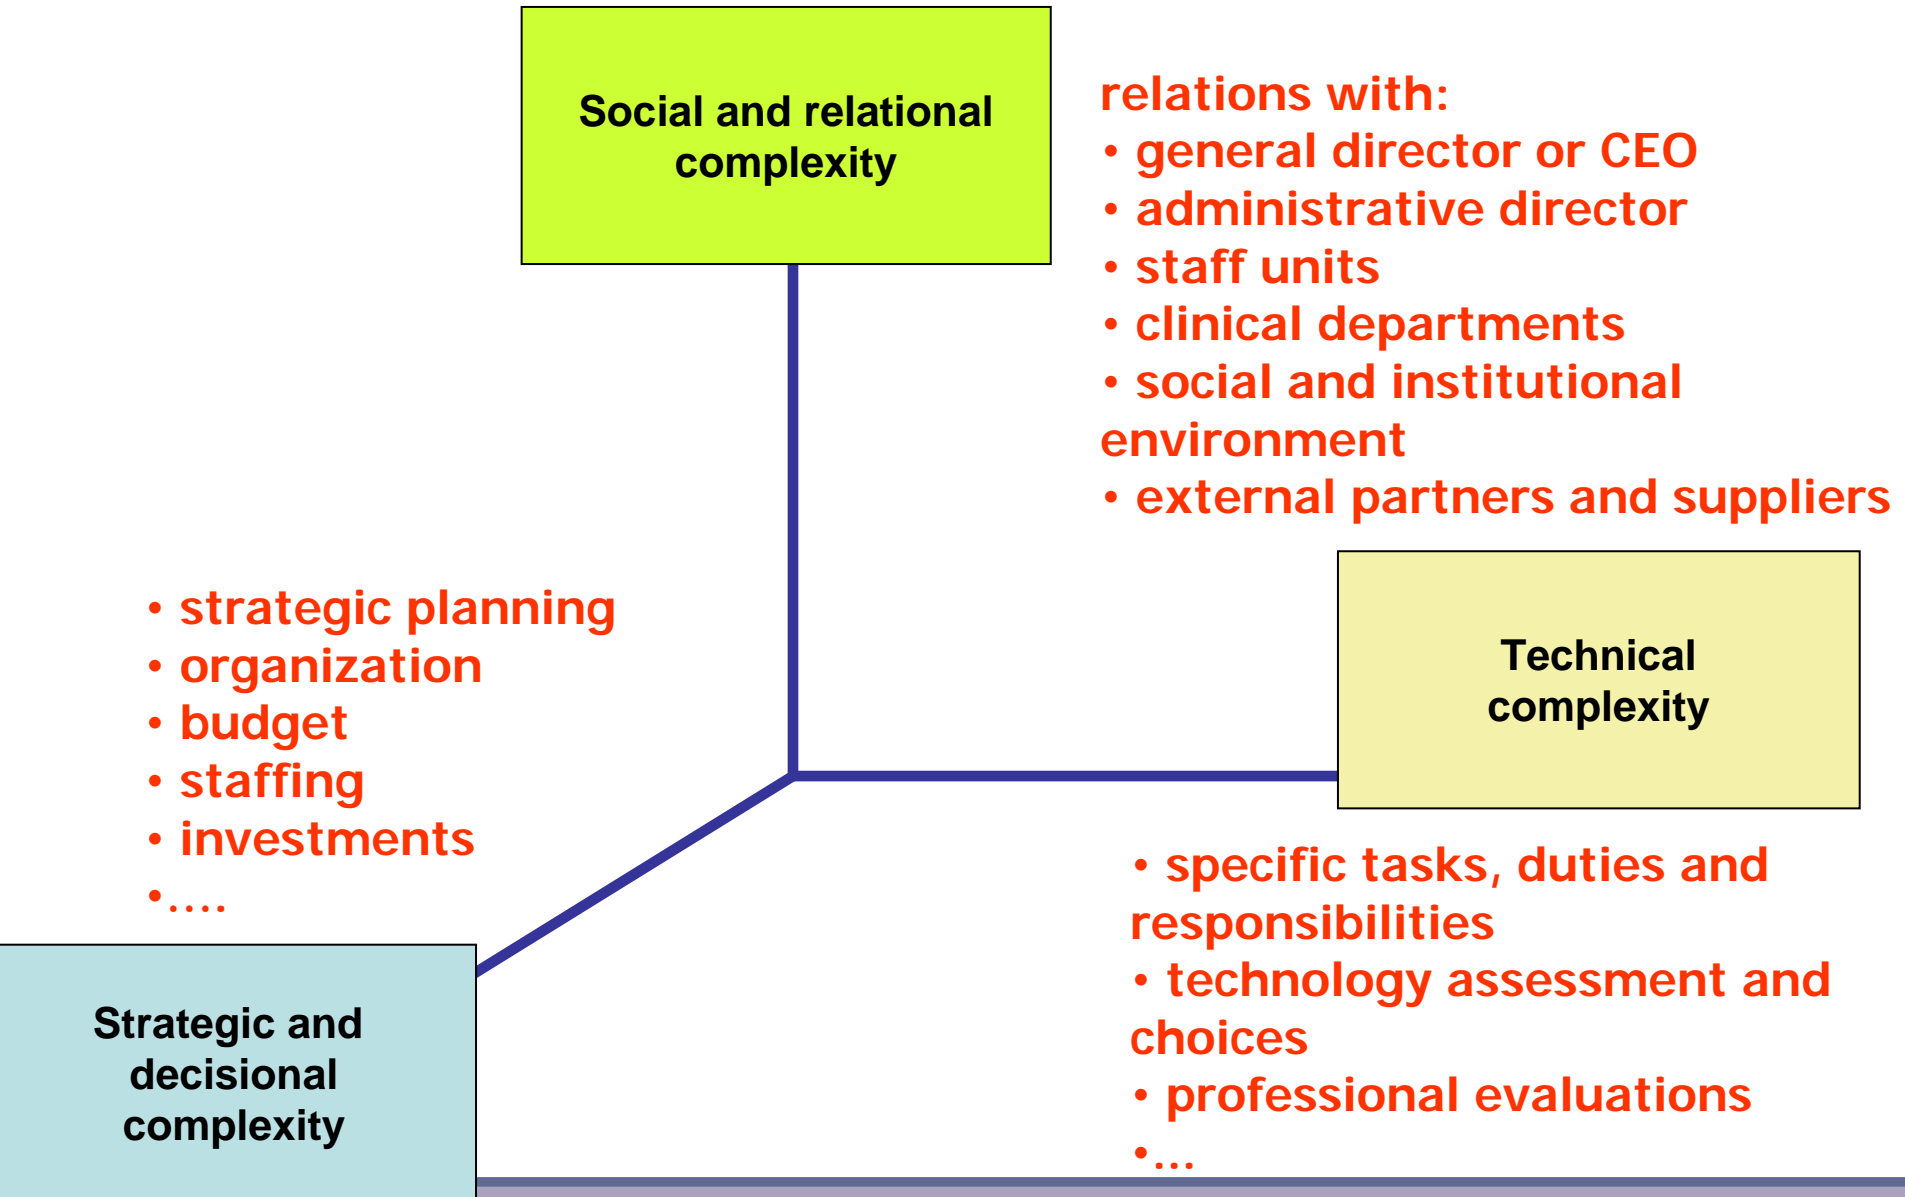 Social and relational
complexity
relations with:
• general director or CEO
• administrative director
• staff units
• clinical departments
• social and institutional
environment
• external partners and suppliers
• strategic planning
• organization
• budget
• staffing
• investments
•....
Technical
complexity
• specific tasks, duties and
responsibilities
• technology assessment and
choices
• professional evaluations
•...
Strategic and
decisional
complexity